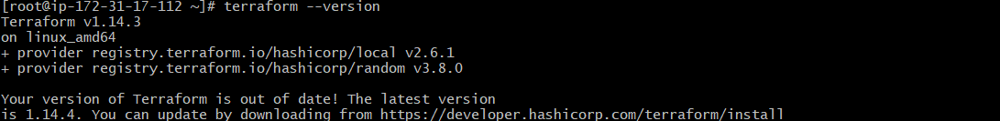 [root@ip-172-31-17-112 ~]# terraform --version
Terraform v1.14.3
on linux_amd64
+ provider registry.terraform.io/hashicorp/local v2.6.1
+ provider registry.terraform.io/hashicorp/random v3.8.0
Your version of Terraform is out of date! The latest version
is 1.14.4. You can update by downloading from https://developer.hashicorp.com/terraform/install